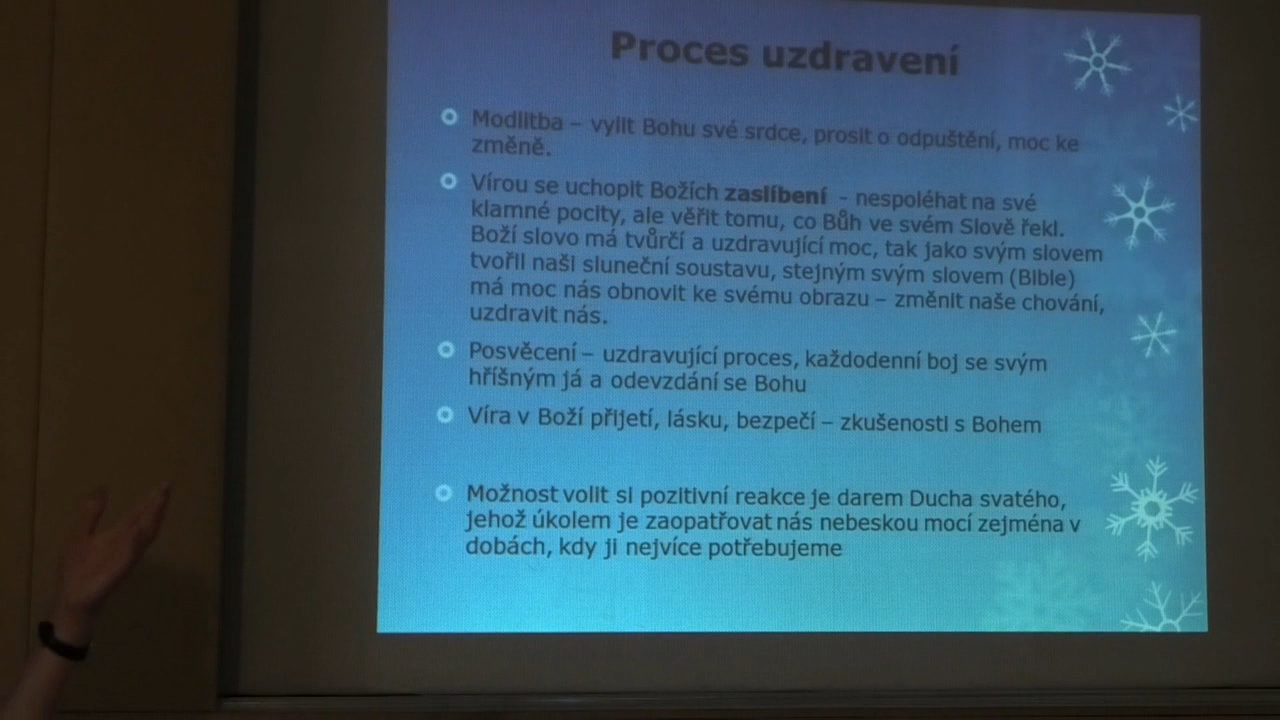 Proces uzdravení
Modlitba – vylit Bohu své srdce, prosit o odpuštění, moc ke
změně.
Vírou se uchopit Božích zaslíbení - nespoléhat na své
klamné pocity, ale věřit tomu, co Bůh ve svém Slově řekl.
Boží slovo má tvůrčí a uzdravující moc, tak jako svým slovem
tvořil naši sluneční soustavu, stejným svým slovem (Bible)
má moc nás obnovit ke svému obrazu – změnit naše chování,
uzdravit nás.
Posvěcení – uzdravující proces, každodenní boj se svým
hříšným já a odevzdání se Bohu
Víra v Boží přijetí, lásku, bezpečí – zkušenosti s Bohem
Možnost volit si pozitivní reakce je darem Ducha svatého,
jehož úkolem je zaopatřovat nás nebeskou mocí zejména v
dobách, kdy ji nejvíce potřebujeme